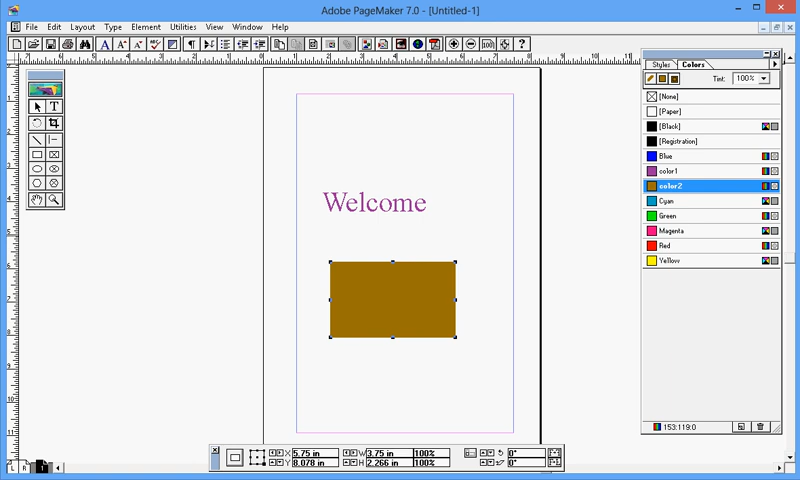 Adobe PageMaker 7.0 - [Untitled-1]
File Edit Layout Type Element Utilities View Window Help
Styles Colors
Tint: 100%
[None]
[Paper]
[Black]
[Registration]
Blue
color1
color2
Cyan
Green
Magenta
Red
Yellow
Welcome
153:119:0
X 5.75 in W 3.75 in 100% 0°
Y 8.078 in H 2.266 in 100% 0°
L R 1